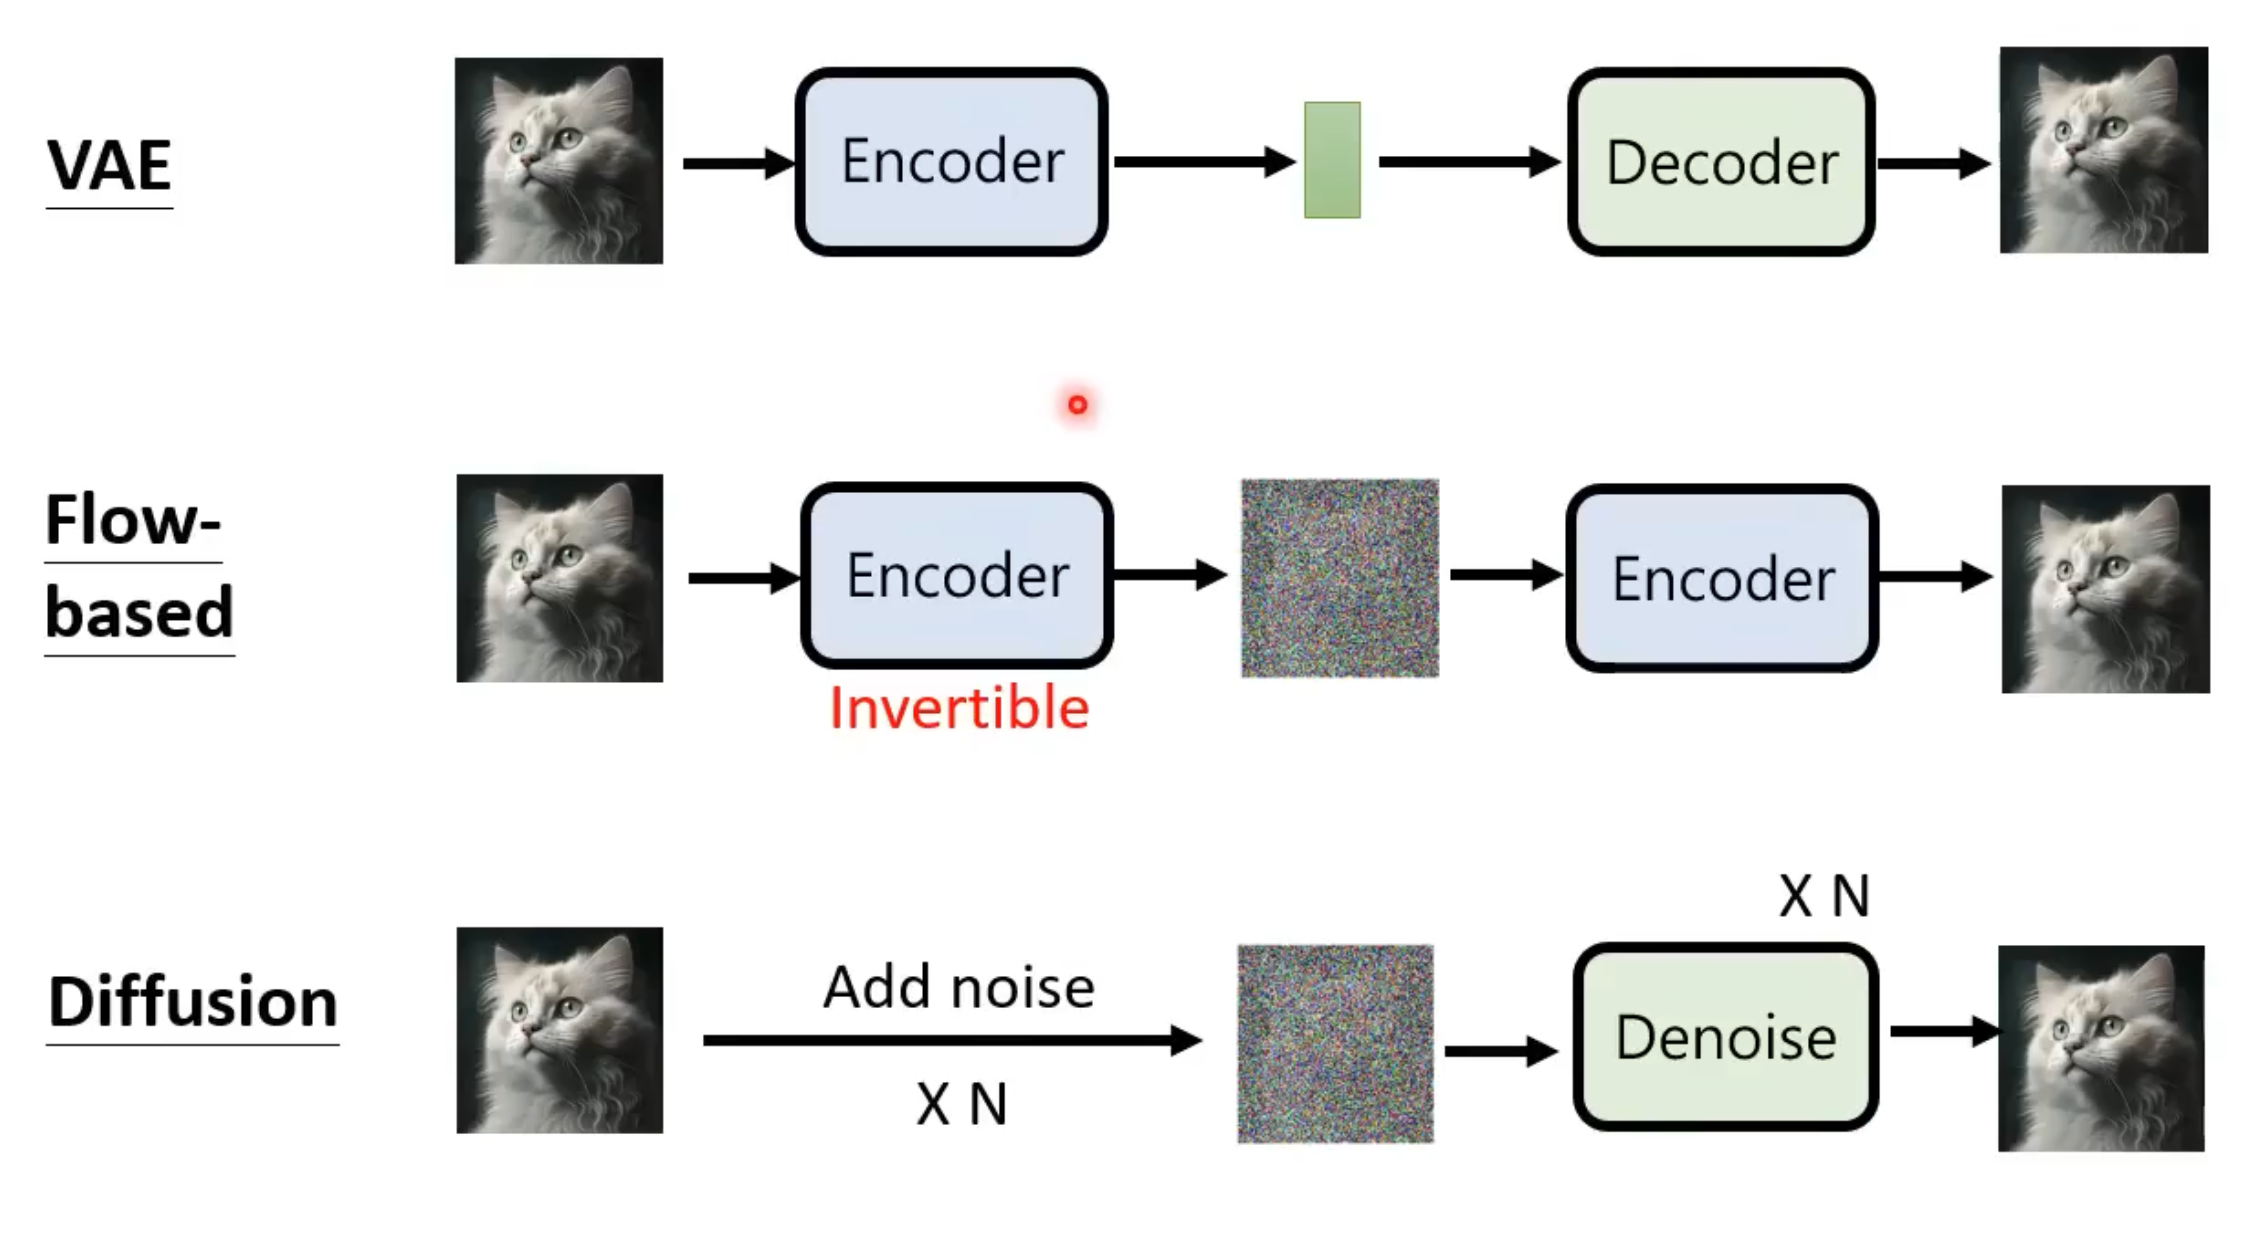 VAE
Encoder
Decoder
Flow-
based
Encoder
Encoder
Invertible
X N
Diffusion
Add noise
X N
Denoise